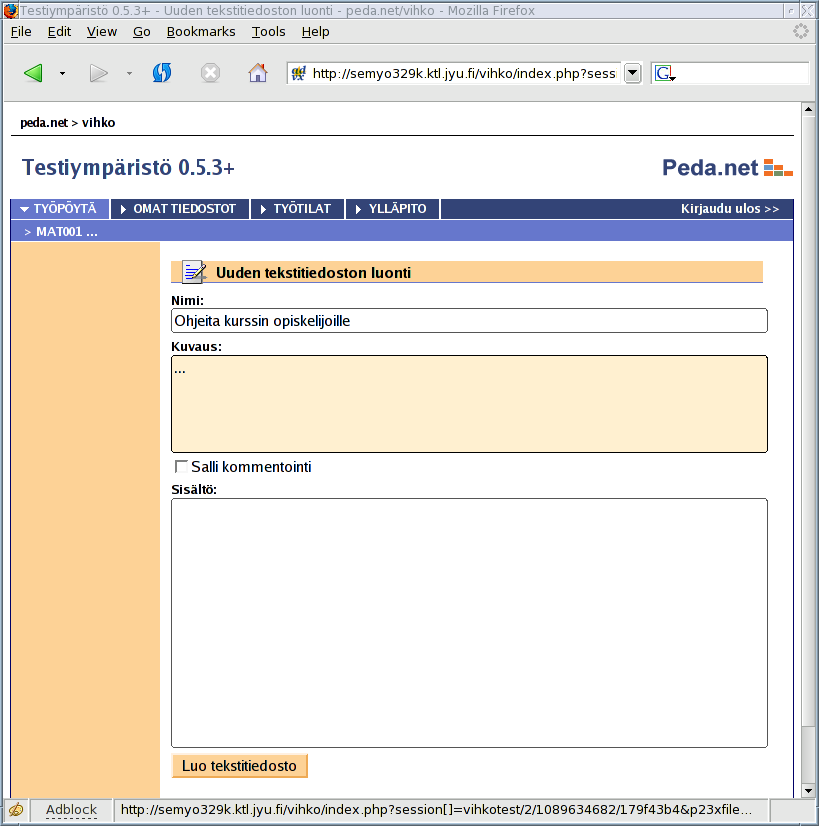 Testiympäristö 0.5.3+ - Uuden tekstitiedoston luonti - peda.net/vihko - Mozilla Firefox
File Edit View Go Bookmarks Tools Help
http://semyo329k.ktl.jyu.fi/vihko/index.php?sess
G
peda.net > vihko
Testiympäristö 0.5.3+
Peda.net
TYÖPÖYTÄ OMAT TIEDOSTOT TYÖTILAT YLLÄPITO Kirjaudu ulos >>
> MAT001 ...
Uuden tekstitiedoston luonti
Nimi:
Ohjeita kurssin opiskelijoille
Kuvaus:
...
Salli kommentointi
Sisältö:
Luo tekstitiedosto
Adblock http://semyo329k.ktl.jyu.fi/vihko/index.php?session[]=vihkotest/2/1089634682/179f43b4&p23xfile...